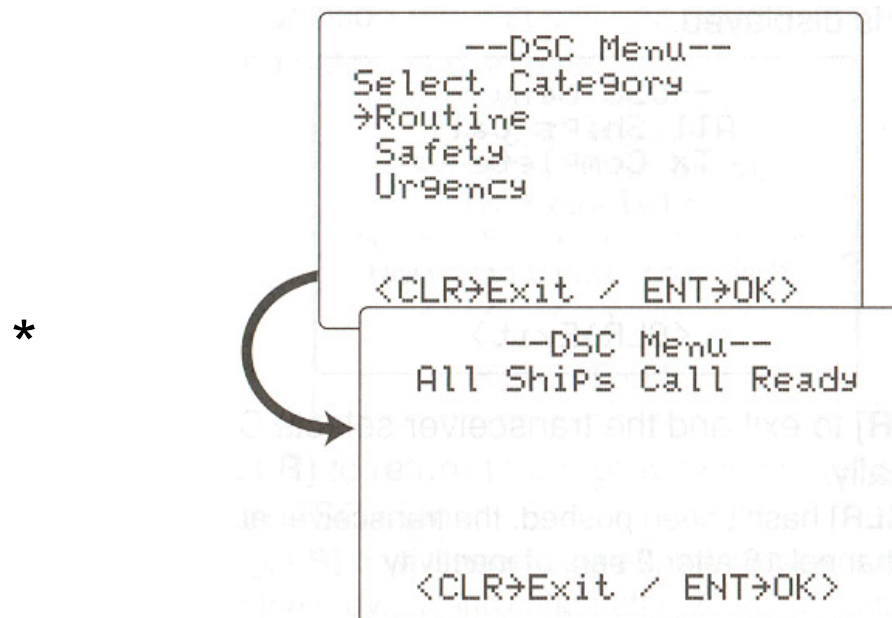 --DSC Menu--
Select Category
→Routine
Safety
Urgency
<CLR→Exit / ENT→OK>
*
--DSC Menu--
All Ships Call Ready
<CLR→Exit / ENT→OK>